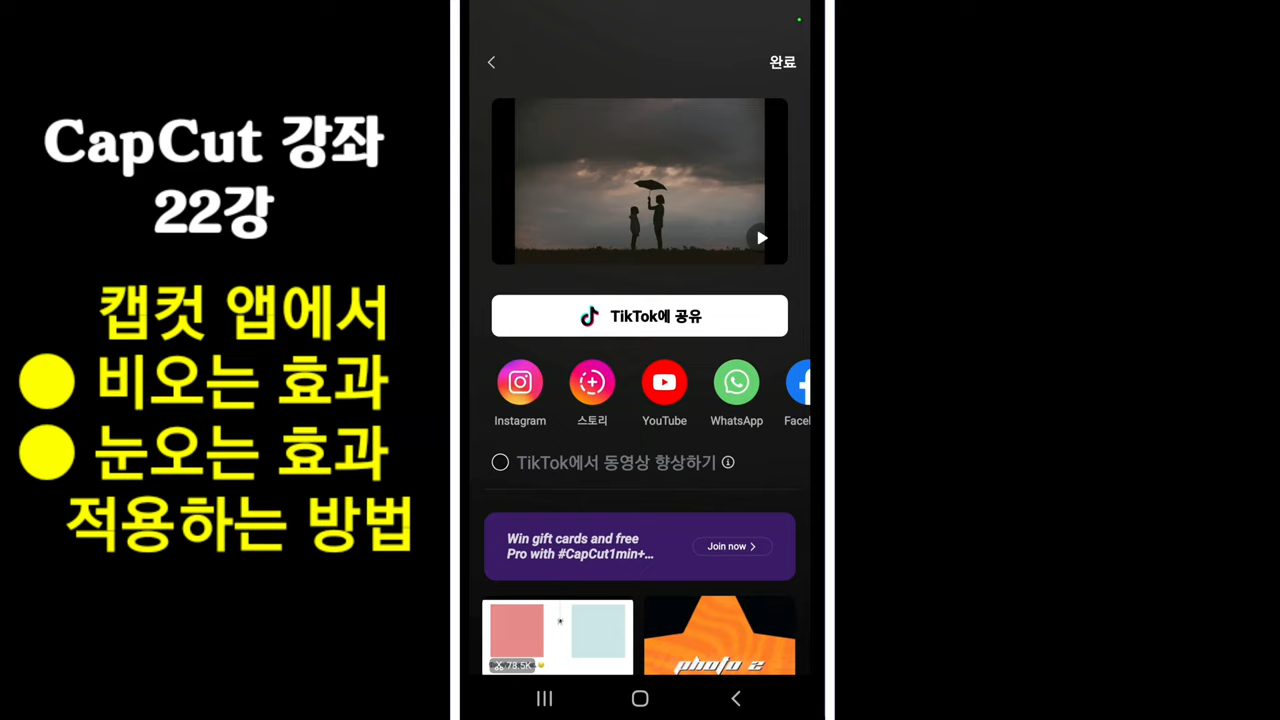 CapCut 강좌
22강
캡컷 앱에서
비오는 효과
눈오는 효과
적용하는 방법
완료
TikTok에 공유
Instagram
스토리
YouTube
WhatsApp
Facel
TikTok에서 동영상 향상하기
Win gift cards and free
Pro with #CapCut1min+...
Join now
78.5K
photo 2